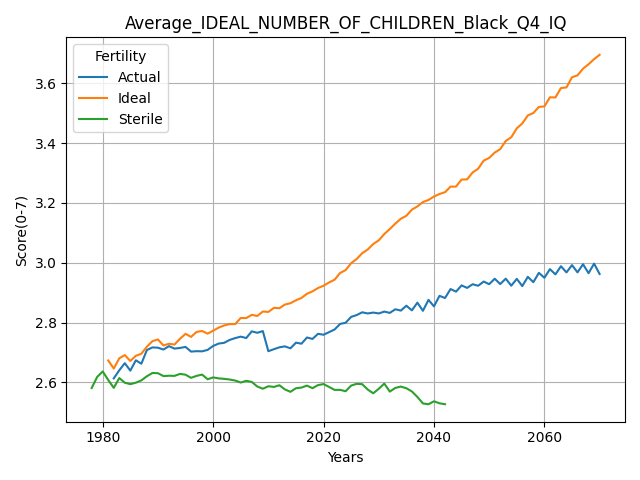 Average_IDEAL_NUMBER_OF_CHILDREN_Black_Q4_IQ
Fertility
Actual
Ideal
Sterile
Score(0-7)
3.6
3.4
3.2
3.0
2.8
2.6
1980 2000 2020 2040 2060
Years